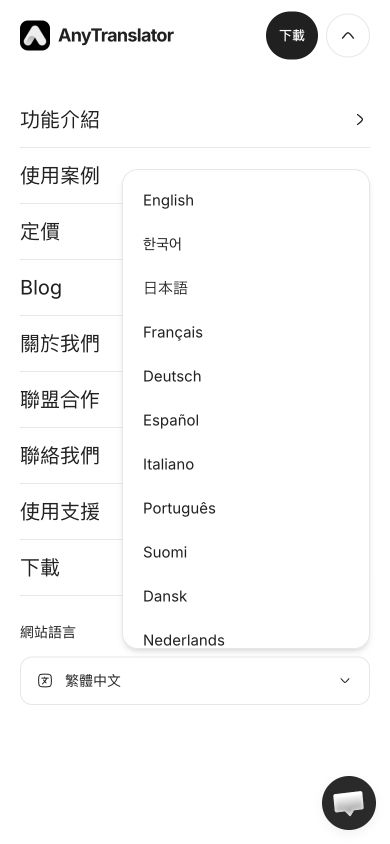 AnyTranslator
下載
功能介紹
使用案例
定價
Blog
關於我們
聯盟合作
聯絡我們
使用支援
下載
English
한국어
日本語
Français
Deutsch
Español
Italiano
Português
Suomi
Dansk
Nederlands
網站語言
繁體中文